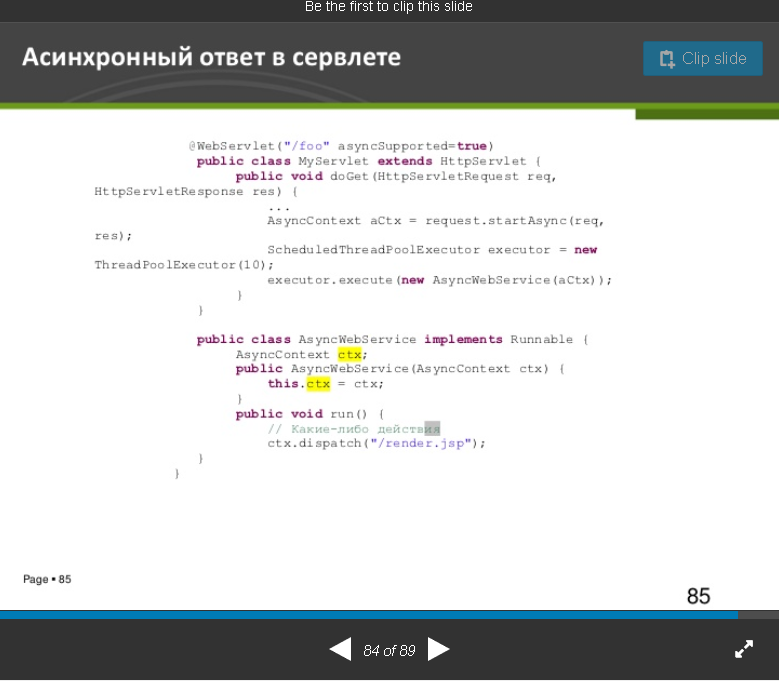 Be the first to clip this slide
Асинхронный ответ в сервлете
Clip slide
@WebServlet("/foo" asyncSupported=true)
public class MyServlet extends HttpServlet {
public void doGet(HttpServletRequest req,
HttpServletResponse res) {
...
AsyncContext aCtx = request.startAsync(req,
res);
ScheduledThreadPoolExecutor executor = new
ThreadPoolExecutor(10);
executor.execute(new AsyncWebService(aCtx));
}
}
public class AsyncWebService implements Runnable {
AsyncContext ctx;
public AsyncWebService(AsyncContext ctx) {
this.ctx = ctx;
}
public void run() {
// Какие-либо действия
ctx.dispatch("/render.jsp");
}
}
Page ▪ 85
85
84 of 89